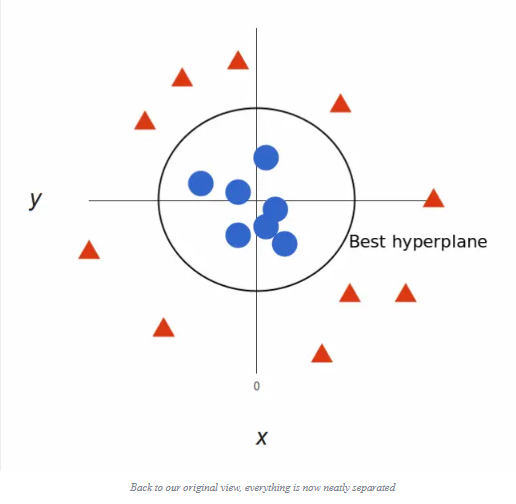 y
Best hyperplane
0
x
Back to our original view, everything is now neatly separated